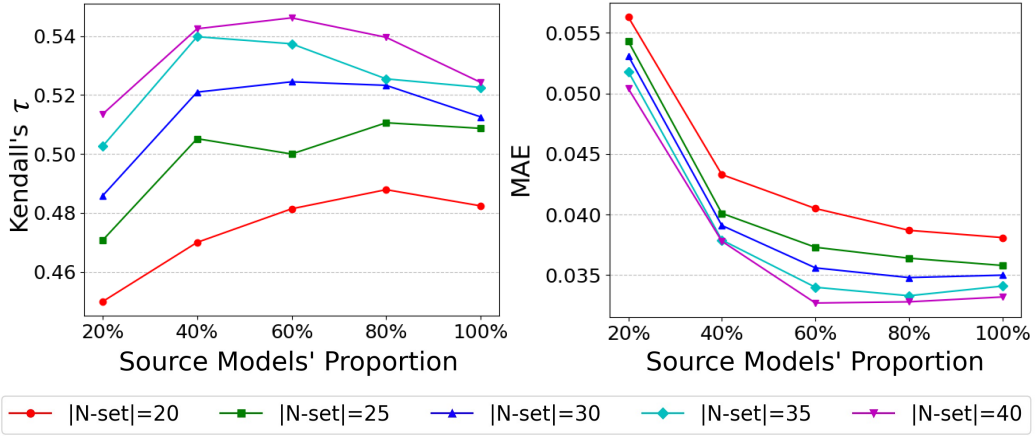 Kendall's τ
0.54
0.52
0.50
0.48
0.46
20% 40% 60% 80% 100%
Source Models' Proportion
MAE
0.055
0.050
0.045
0.040
0.035
20% 40% 60% 80% 100%
Source Models' Proportion
|N-set|=20 |N-set|=25 |N-set|=30 |N-set|=35 |N-set|=40